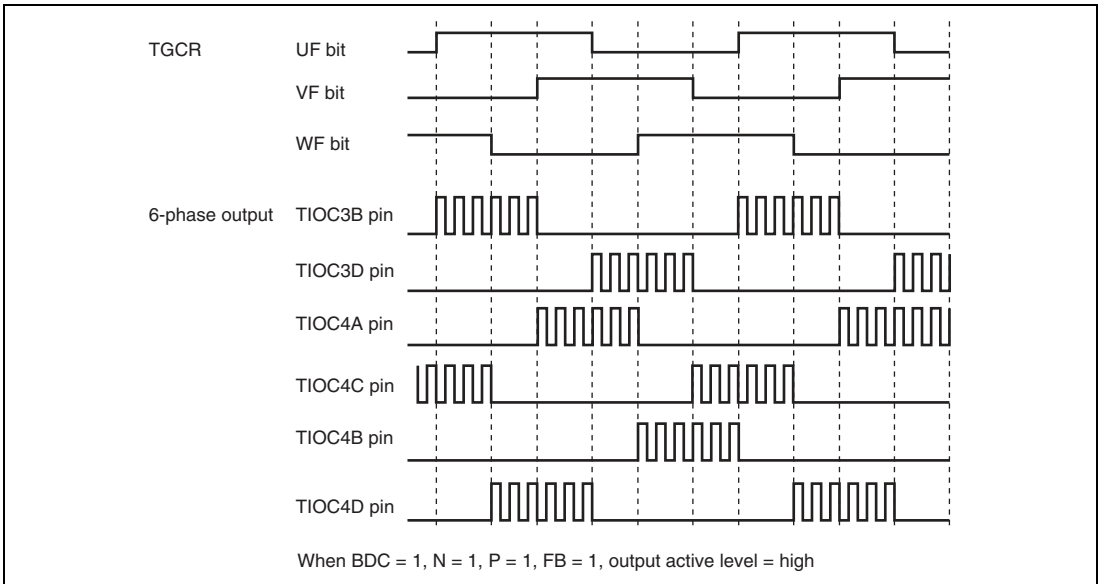 TGCR UF bit
VF bit
WF bit
6-phase output TIOC3B pin
TIOC3D pin
TIOC4A pin
TIOC4C pin
TIOC4B pin
TIOC4D pin
When BDC = 1, N = 1, P = 1, FB = 1, output active level = high